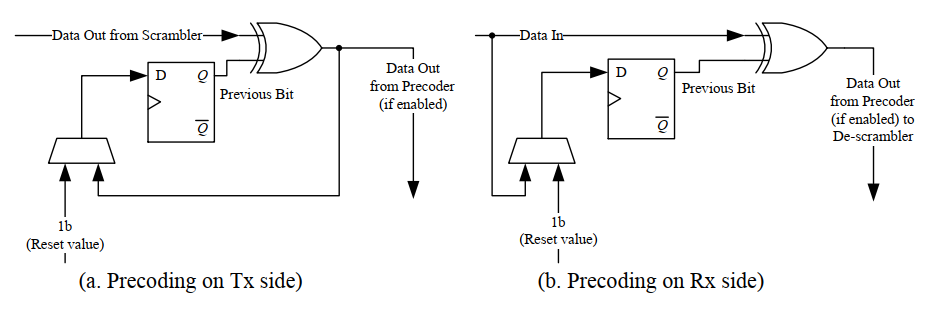 Data Out from Scrambler
D Q
Previous Bit
Q
Data Out
from Precoder
(if enabled)
1b
(Reset value)
(a. Precoding on Tx side)
Data In
D Q
Previous Bit
Q
Data Out
from Precoder
(if enabled) to
De-scrambler
1b
(Reset value)
(b. Precoding on Rx side)